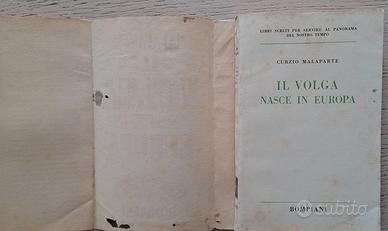 LIBRI SCELTI PER SERVIRE AL PANORAMA
DEL NOSTRO TEMPO
CURZIO MALAPARTE
IL VOLGA
NASCE IN EUROPA
BOMPIANI
subito